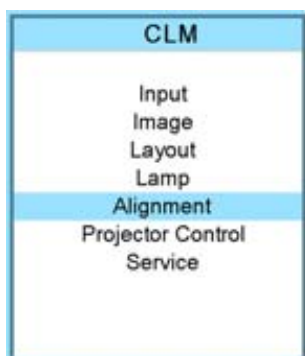 CLM
Input
Image
Layout
Lamp
Alignment
Projector Control
Service